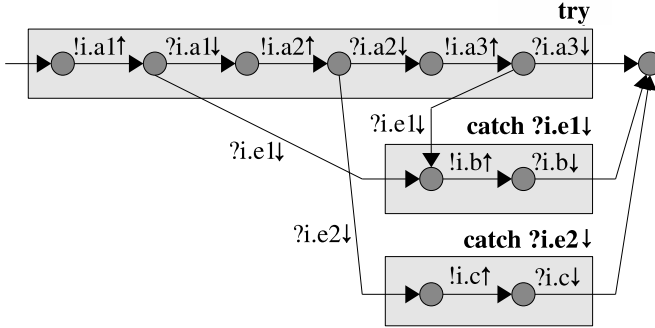 try
!i.a1↑ ?i.a1↓ !i.a2↑ ?i.a2↓ !i.a3↑ ?i.a3↓
?i.e1↓ catch ?i.e1↓
?i.e1↓
!i.b↑ ?i.b↓
?i.e2↓
catch ?i.e2↓
!i.c↑ ?i.c↓